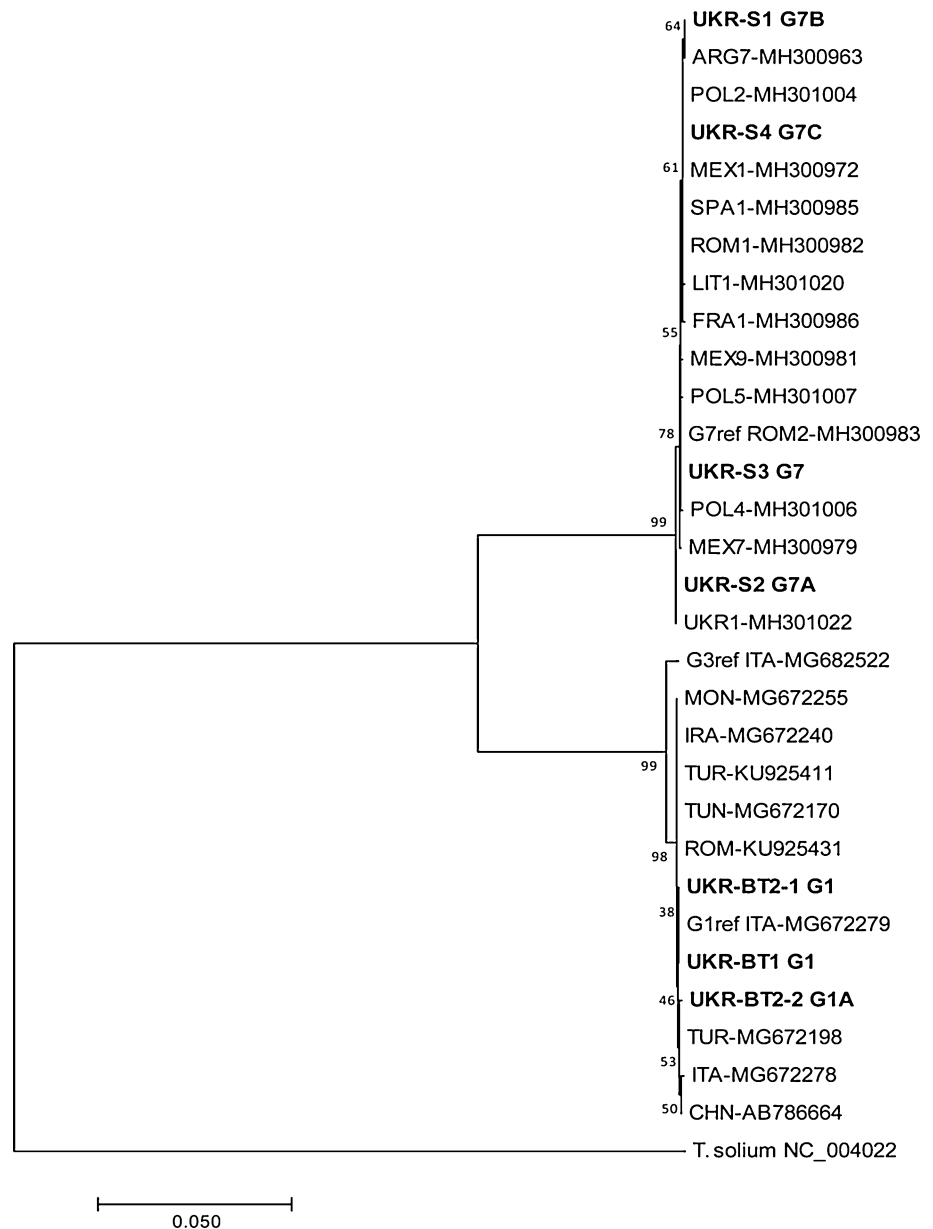 64
UKR-S1 G7B
ARG7-MH300963
POL2-MH301004
UKR-S4 G7C
61
MEX1-MH300972
SPA1-MH300985
ROM1-MH300982
LIT1-MH301020
FRA1-MH300986
55
MEX9-MH300981
POL5-MH301007
78
G7ref ROM2-MH300983
UKR-S3 G7
POL4-MH301006
99
MEX7-MH300979
UKR-S2 G7A
UKR1-MH301022
G3ref ITA-MG682522
MON-MG672255
IRA-MG672240
99
TUR-KU925411
TUN-MG672170
ROM-KU925431
98
UKR-BT2-1 G1
38
G1ref ITA-MG672279
UKR-BT1 G1
46
UKR-BT2-2 G1A
TUR-MG672198
53
ITA-MG672278
50
CHN-AB786664
T. solium NC_004022
0.050